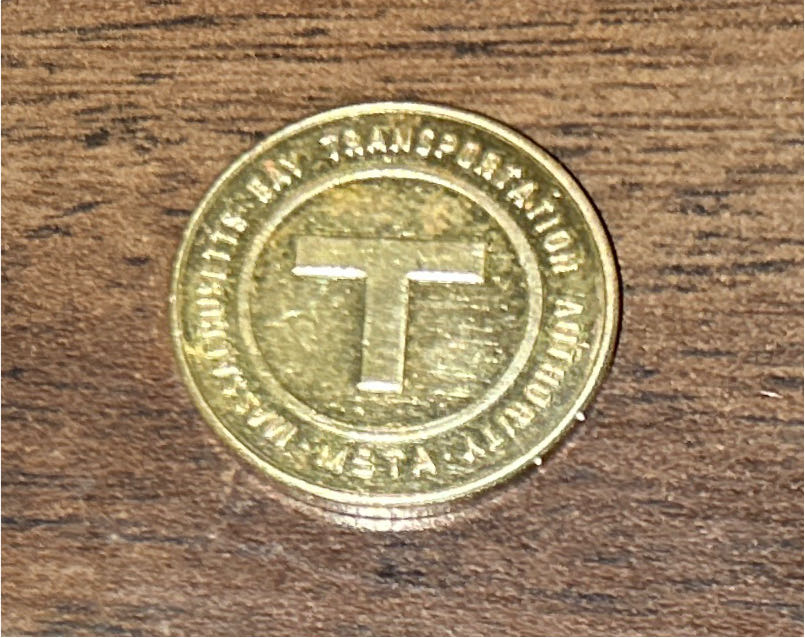 MASSACHUSETTS BAY TRANSPORTATION AUTHORITY
· MBTA ·
T